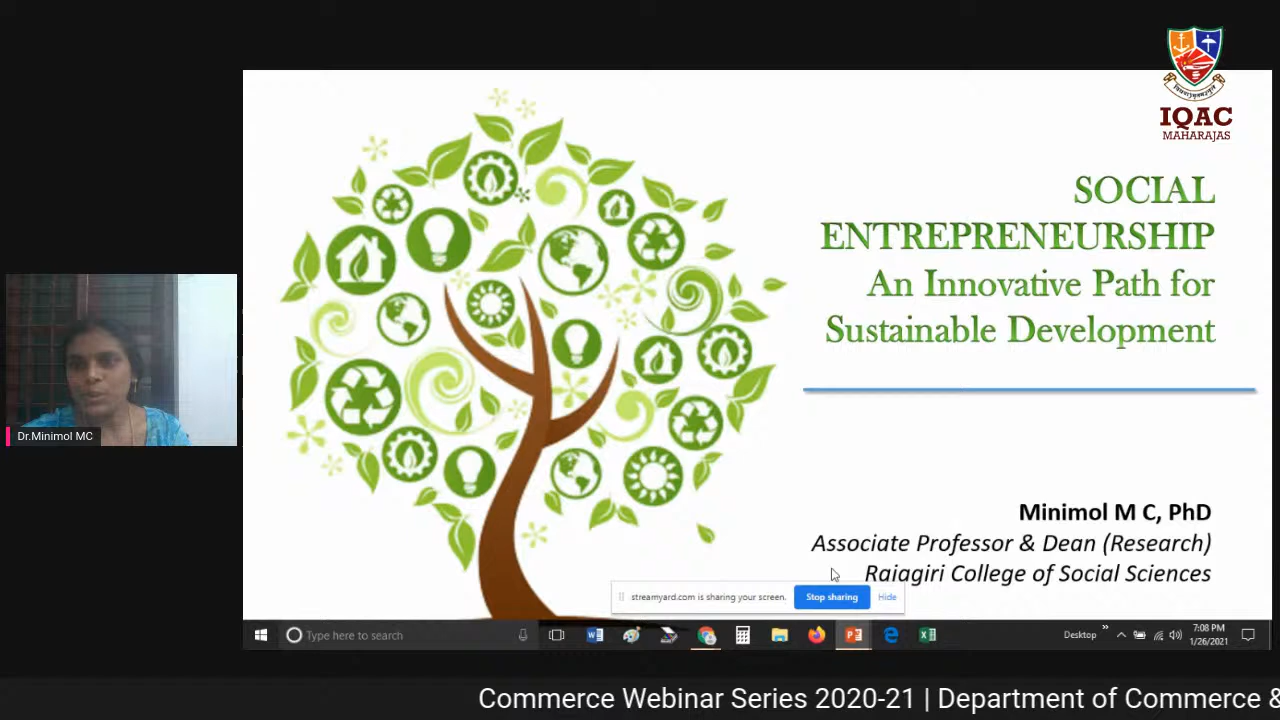 IQAC
MAHARAJAS
SOCIAL
ENTREPRENEURSHIP
An Innovative Path for
Sustainable Development
Dr.Minimol MC
Minimol M C, PhD
Associate Professor & Dean (Research)
Rajagiri College of Social Sciences
streamyard.com is sharing your screen.
Stop sharing
Hide
Type here to search
Desktop
7:08 PM
1/26/2021
Commerce Webinar Series 2020-21 | Department of Commerce &